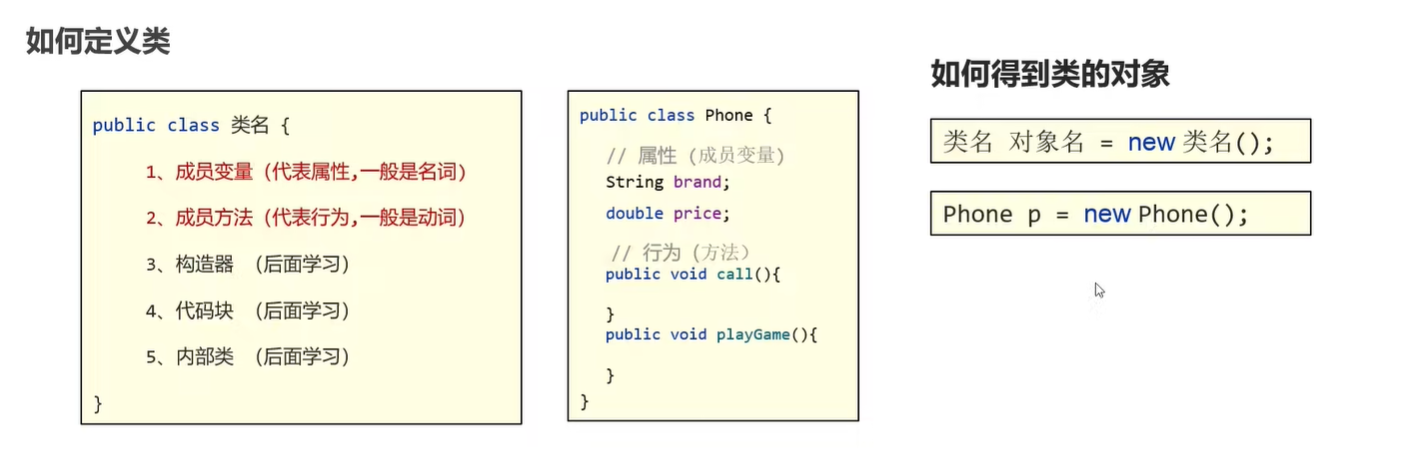 如何定义类
public class 类名 {
1、成员变量（代表属性,一般是名词）
2、成员方法（代表行为,一般是动词）
3、构造器 （后面学习）
4、代码块 （后面学习）
5、内部类 （后面学习）
}
public class Phone {
// 属性（成员变量）
String brand;
double price;
// 行为（方法）
public void call(){
}
public void playGame(){
}
}
如何得到类的对象
类名 对象名 = new 类名();
Phone p = new Phone();